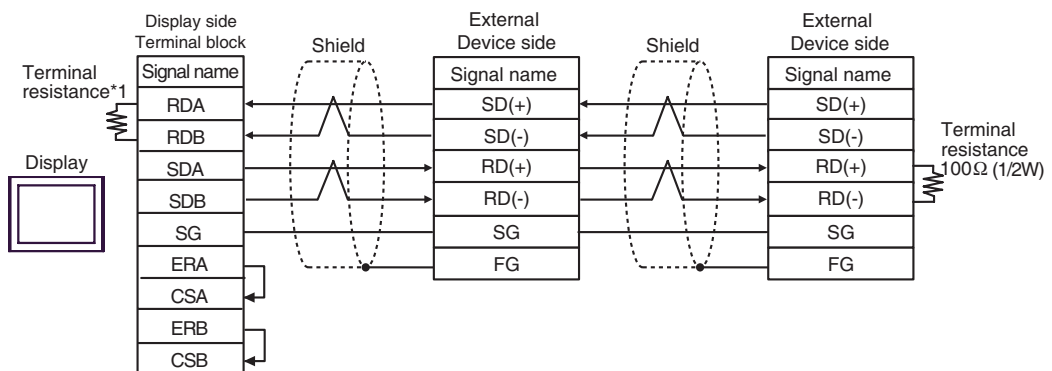 Display side
Terminal block
Shield
External
Device side
Shield
External
Device side
Terminal
resistance*1
Display
Signal name
RDA
RDB
SDA
SDB
SG
ERA
CSA
ERB
CSB
Signal name
SD(+)
SD(-)
RD(+)
RD(-)
SG
FG
Signal name
SD(+)
SD(-)
RD(+)
RD(-)
SG
FG
Terminal
resistance
100Ω (1/2W)